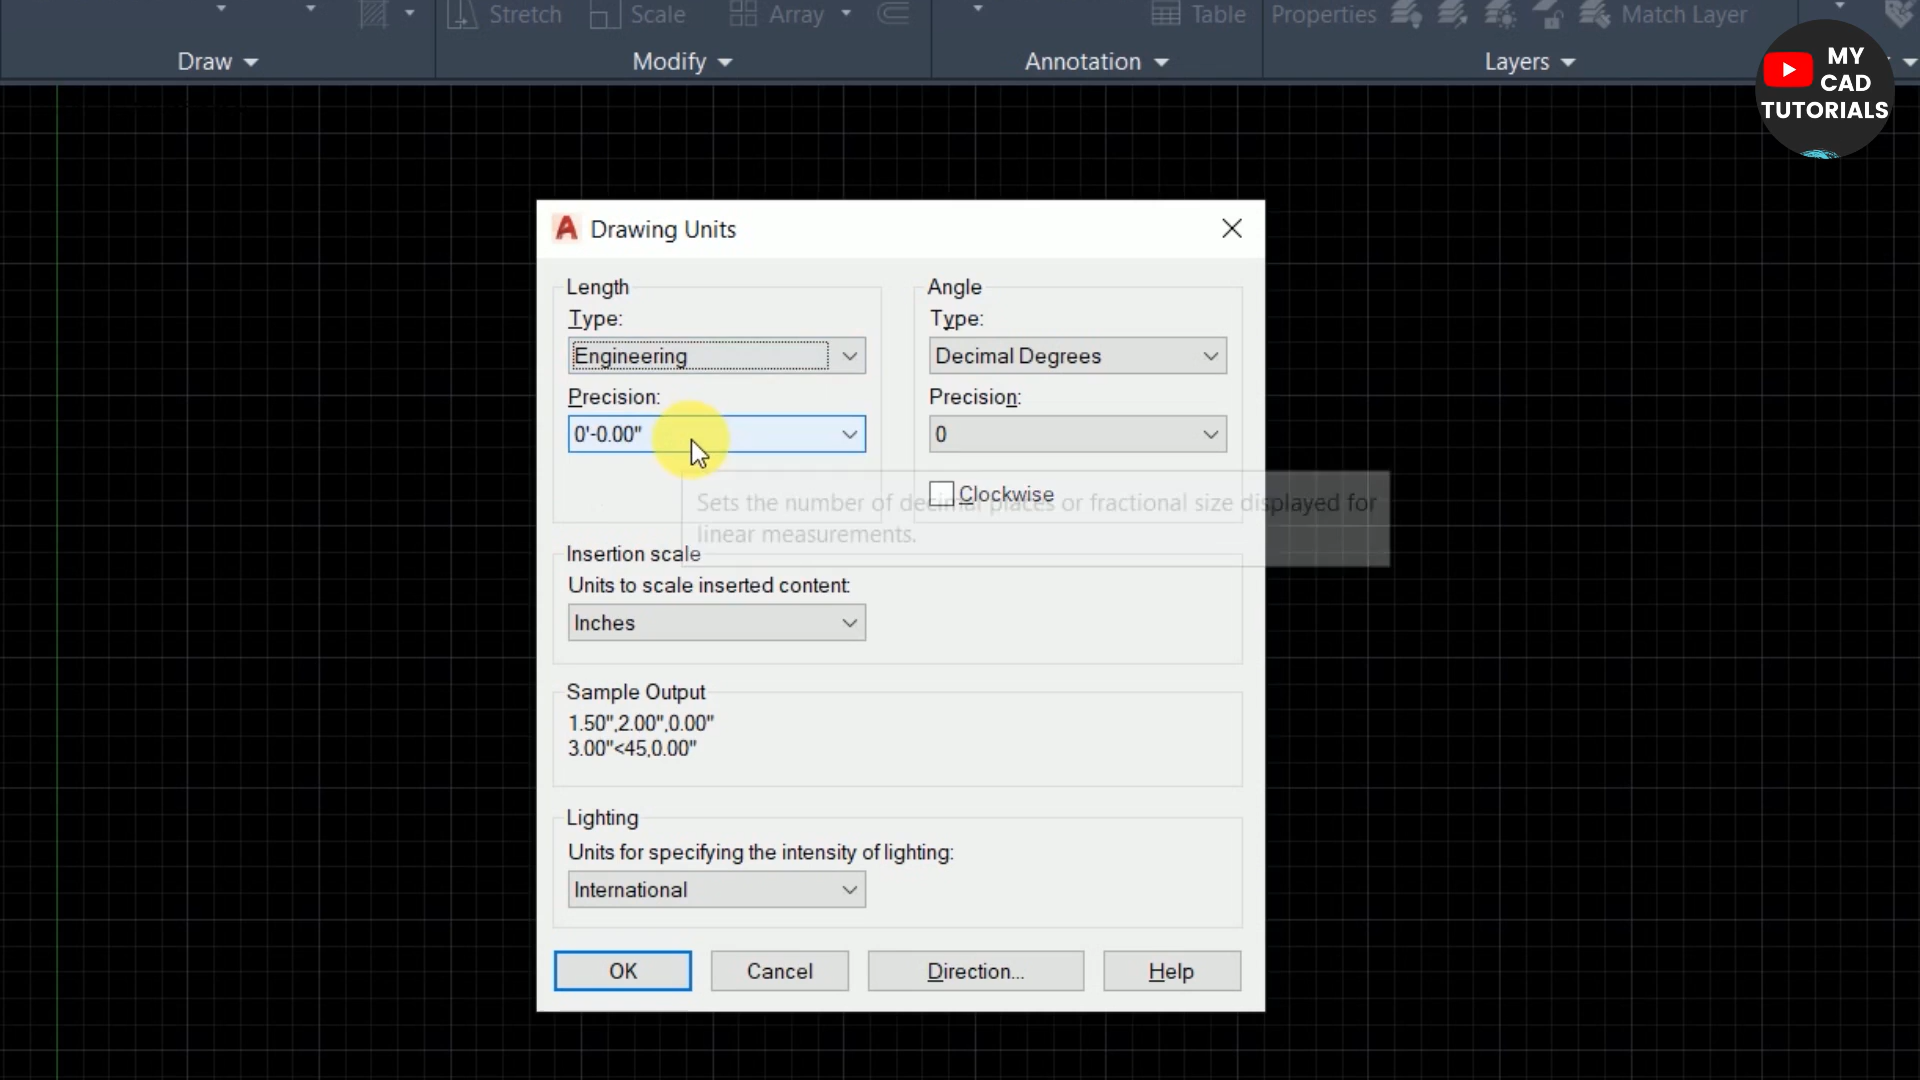 Stretch
Scale
Array
Table
Properties
Match Layer
Draw
Modify
Annotation
Layers
MY
CAD
TUTORIALS
Drawing Units
Length
Type:
Engineering
Precision:
0'-0.00"
Angle
Type:
Decimal Degrees
Precision:
0
Clockwise
Sets the number of decimal places or fractional size displayed for
linear measurements.
Insertion scale
Units to scale inserted content:
Inches
Sample Output
1.50",2.00",0.00"
3.00"<45,0.00"
Lighting
Units for specifying the intensity of lighting:
International
OK
Cancel
Direction...
Help